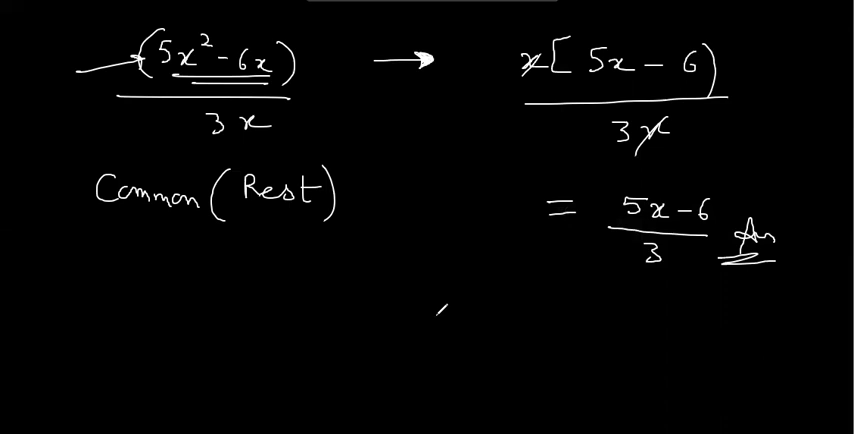 (5x² - 6x) / 3x → x[5x - 6) / 3x
Common (Rest)
= 5x - 6 / 3 Ans